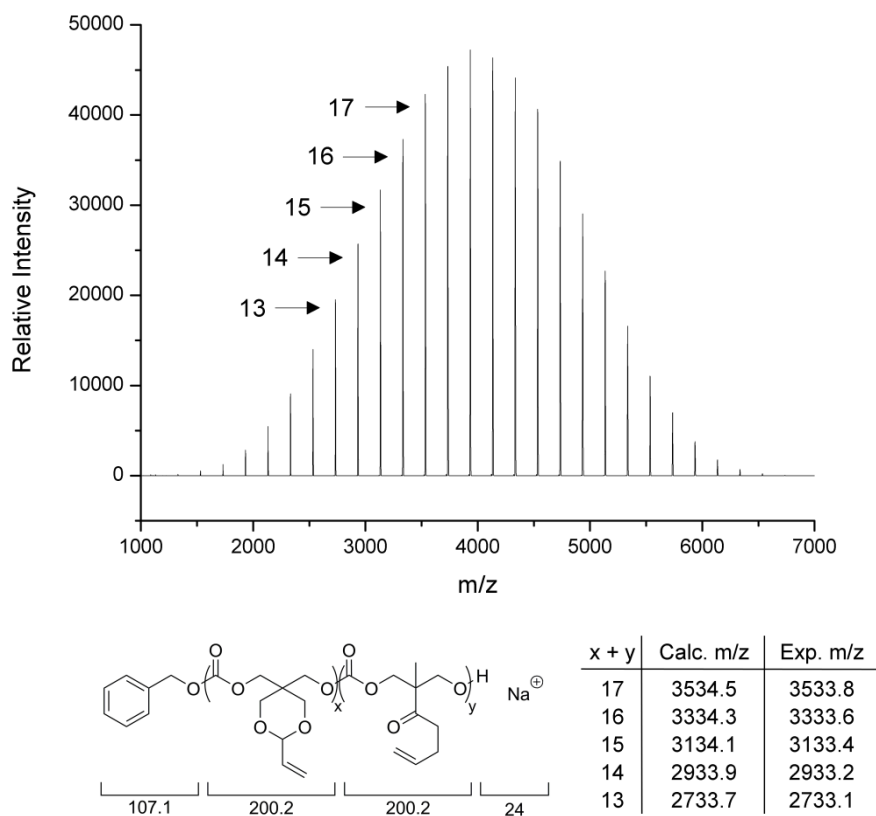 50000
40000
30000
20000
10000
0
Relative Intensity
17
16
15
14
13
1000 2000 3000 4000 5000 6000 7000
m/z
O O
O O O O O O H Na⊕
x y
O O O
107.1 200.2 200.2 24
x + y Calc. m/z Exp. m/z
17 3534.5 3533.8
16 3334.3 3333.6
15 3134.1 3133.4
14 2933.9 2933.2
13 2733.7 2733.1